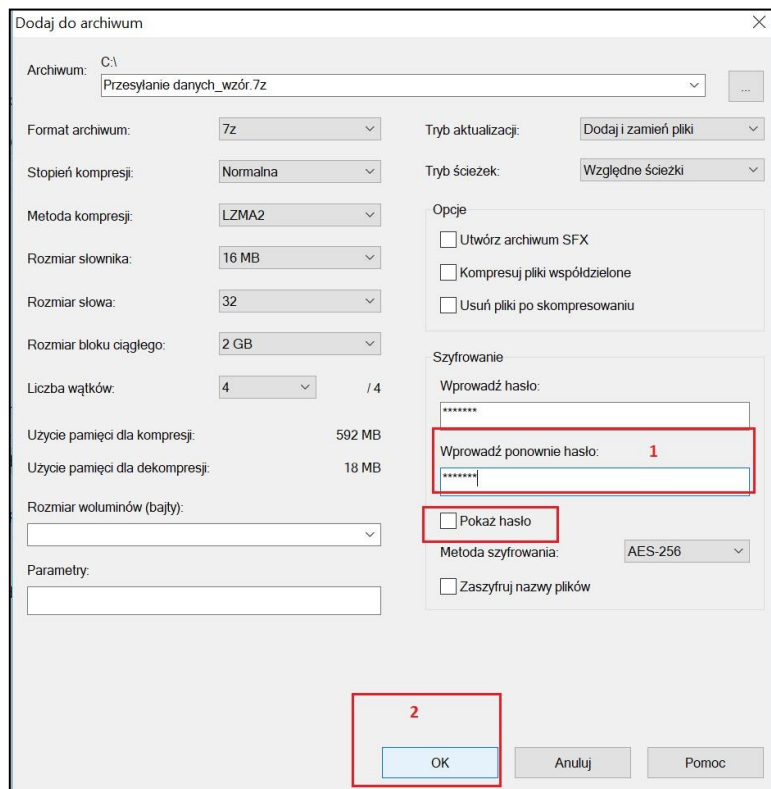 Dodaj do archiwum
Archiwum: C:\
Przesyłanie danych_wzór.7z
...
Format archiwum: 7z
Stopień kompresji: Normalna
Metoda kompresji: LZMA2
Rozmiar słownika: 16 MB
Rozmiar słowa: 32
Rozmiar bloku ciągłego: 2 GB
Liczba wątków: 4 / 4
Użycie pamięci dla kompresji: 592 MB
Użycie pamięci dla dekompresji: 18 MB
Rozmiar woluminów (bajty):
Parametry:
Tryb aktualizacji: Dodaj i zamień pliki
Tryb ścieżek: Względne ścieżki
Opcje
Utwórz archiwum SFX
Kompresuj pliki współdzielone
Usuń pliki po skompresowaniu
Szyfrowanie
Wprowadź hasło:
*******
Wprowadź ponownie hasło: 1
*******
Pokaż hasło
Metoda szyfrowania: AES-256
Zaszyfruj nazwy plików
2
OK Anuluj Pomoc